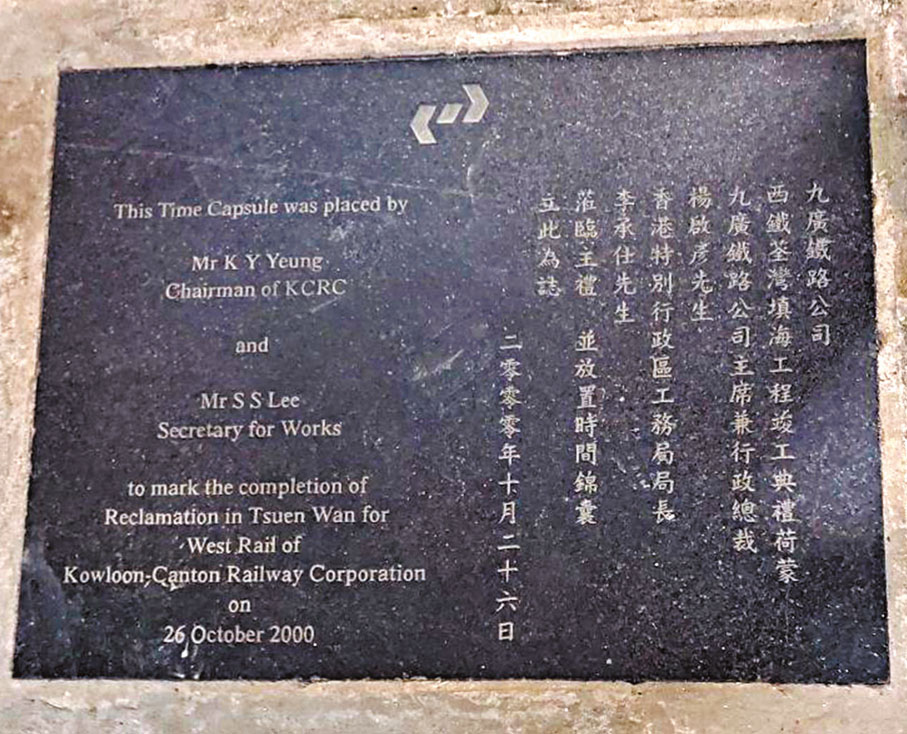 This Time Capsule was placed by
Mr K Y Yeung
Chairman of KCRC
and
Mr S S Lee
Secretary for Works
to mark the completion of
Reclamation in Tsuen Wan for
West Rail of
Kowloon-Canton Railway Corporation
on
26 October 2000
九廣鐵路公司
西鐵荃灣填海工程竣工典禮荷蒙
九廣鐵路公司主席兼行政總裁
楊啟彥先生
香港特別行政區工務局局長
李承仕先生
蒞臨主禮 並放置時間錦囊
立此為誌
二零零零年十月二十六日